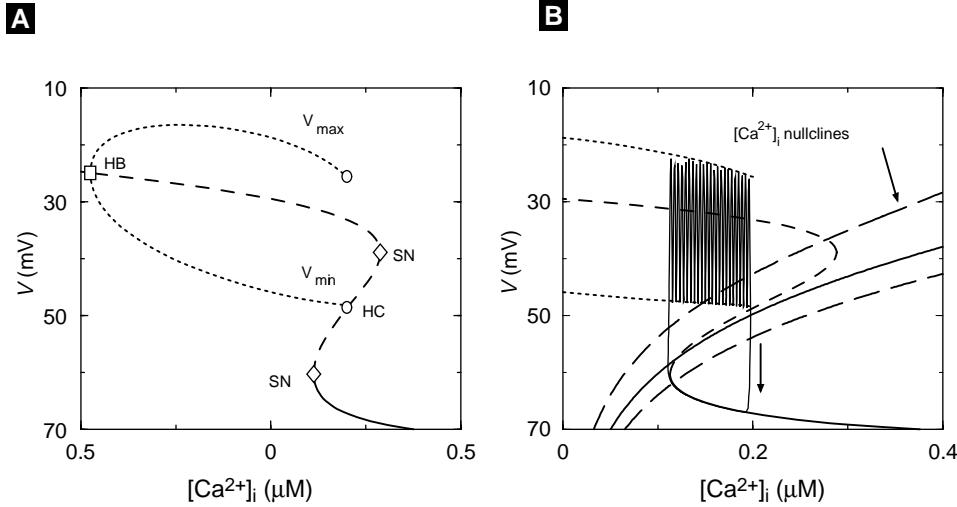 A
B
10
30
50
70
V (mV)
V max
HB
SN
V min
HC
SN
0.5
0
0.5
[Ca2+]i (µM)
10
30
50
70
V (mV)
[Ca2+]i nullclines
0
0.2
0.4
[Ca2+]i (µM)